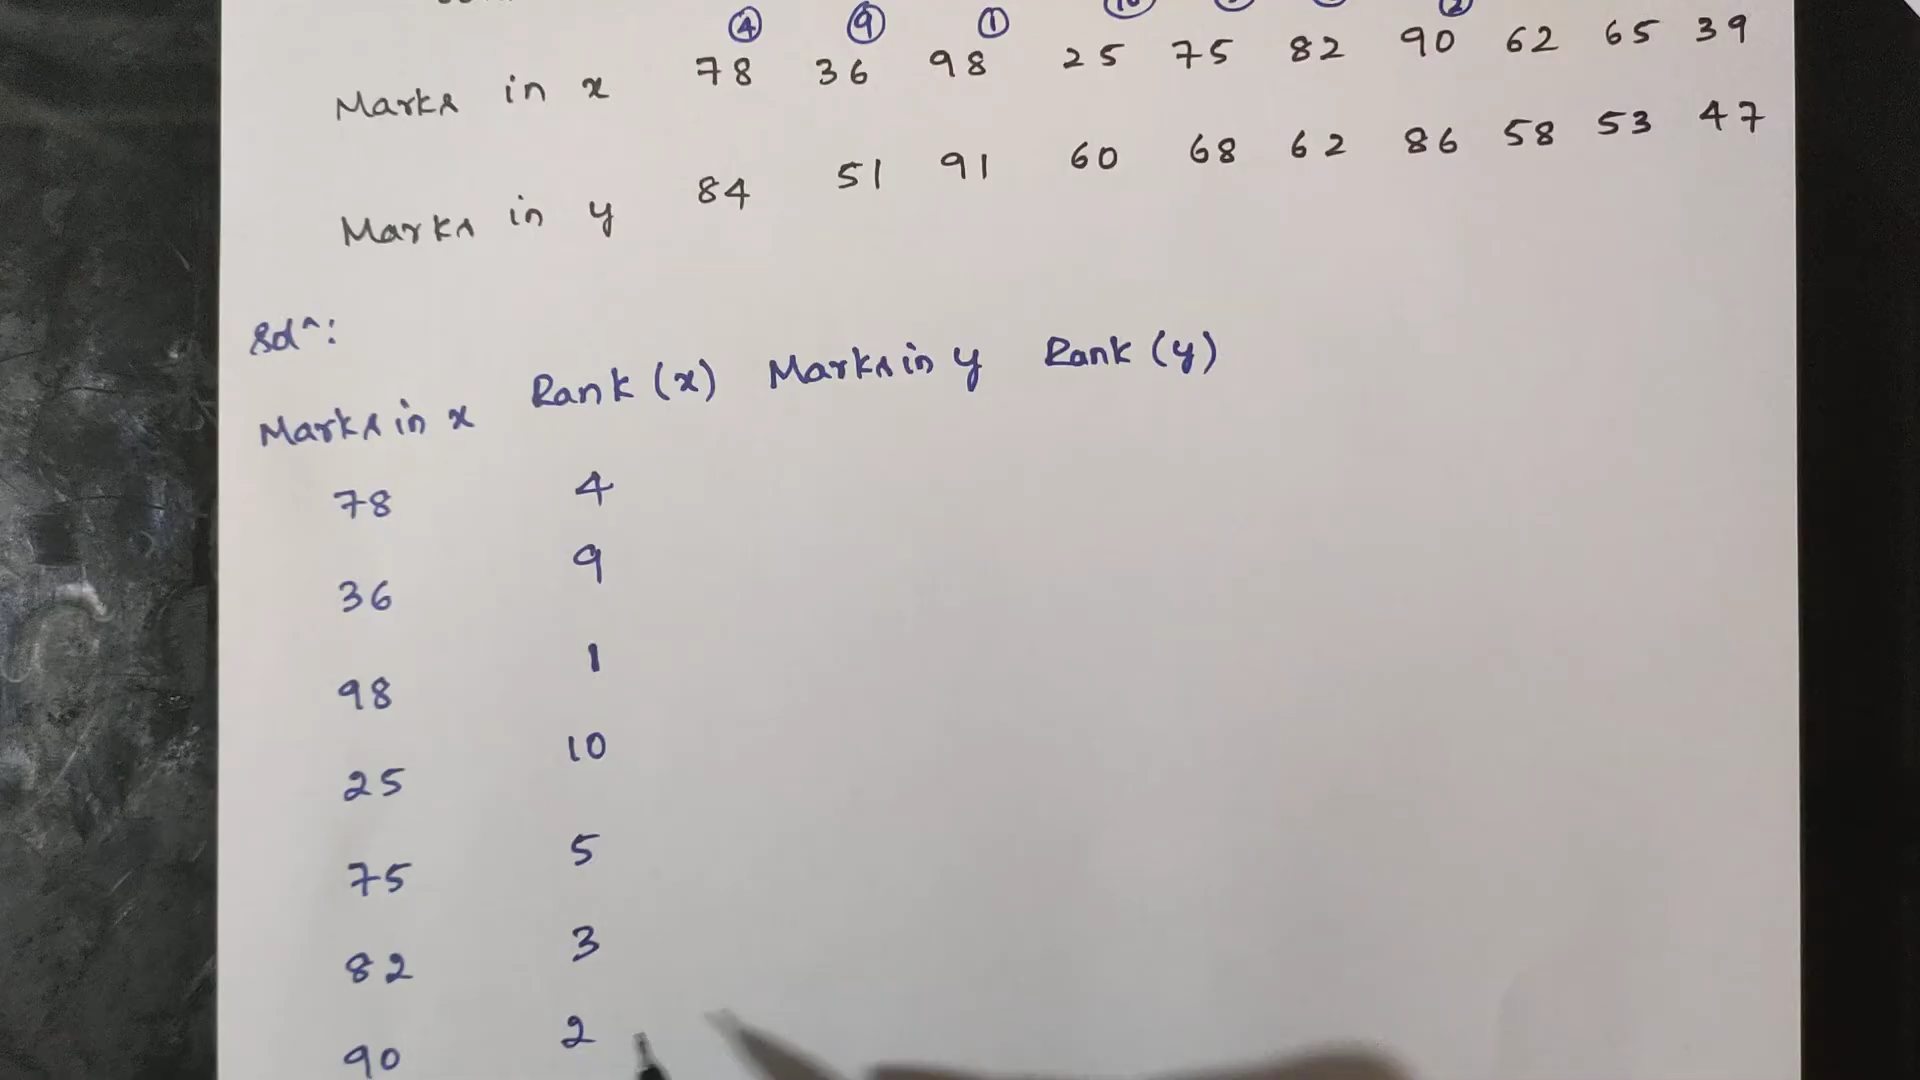 ④ ⑨ ① ⑩ ②
Marks in x 78 36 98 25 75 82 90 62 65 39
Marks in y 84 51 91 60 68 62 86 58 53 47
Sol^n:
Marks in x Rank (x) Marks in y Rank (y)
78 4
36 9
98 1
25 10
75 5
82 3
90 2